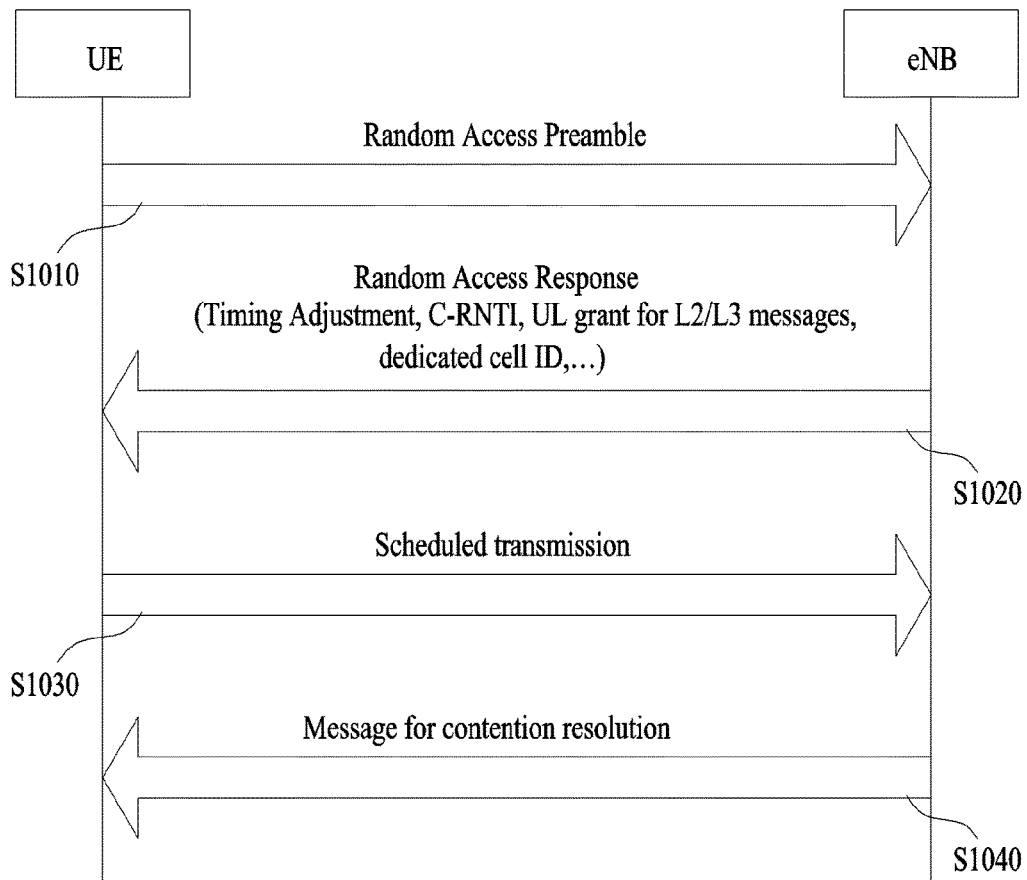 UE
eNB
Random Access Preamble
S1010
Random Access Response
(Timing Adjustment, C-RNTI, UL grant for L2/L3 messages,
dedicated cell ID,…)
S1020
Scheduled transmission
S1030
Message for contention resolution
S1040